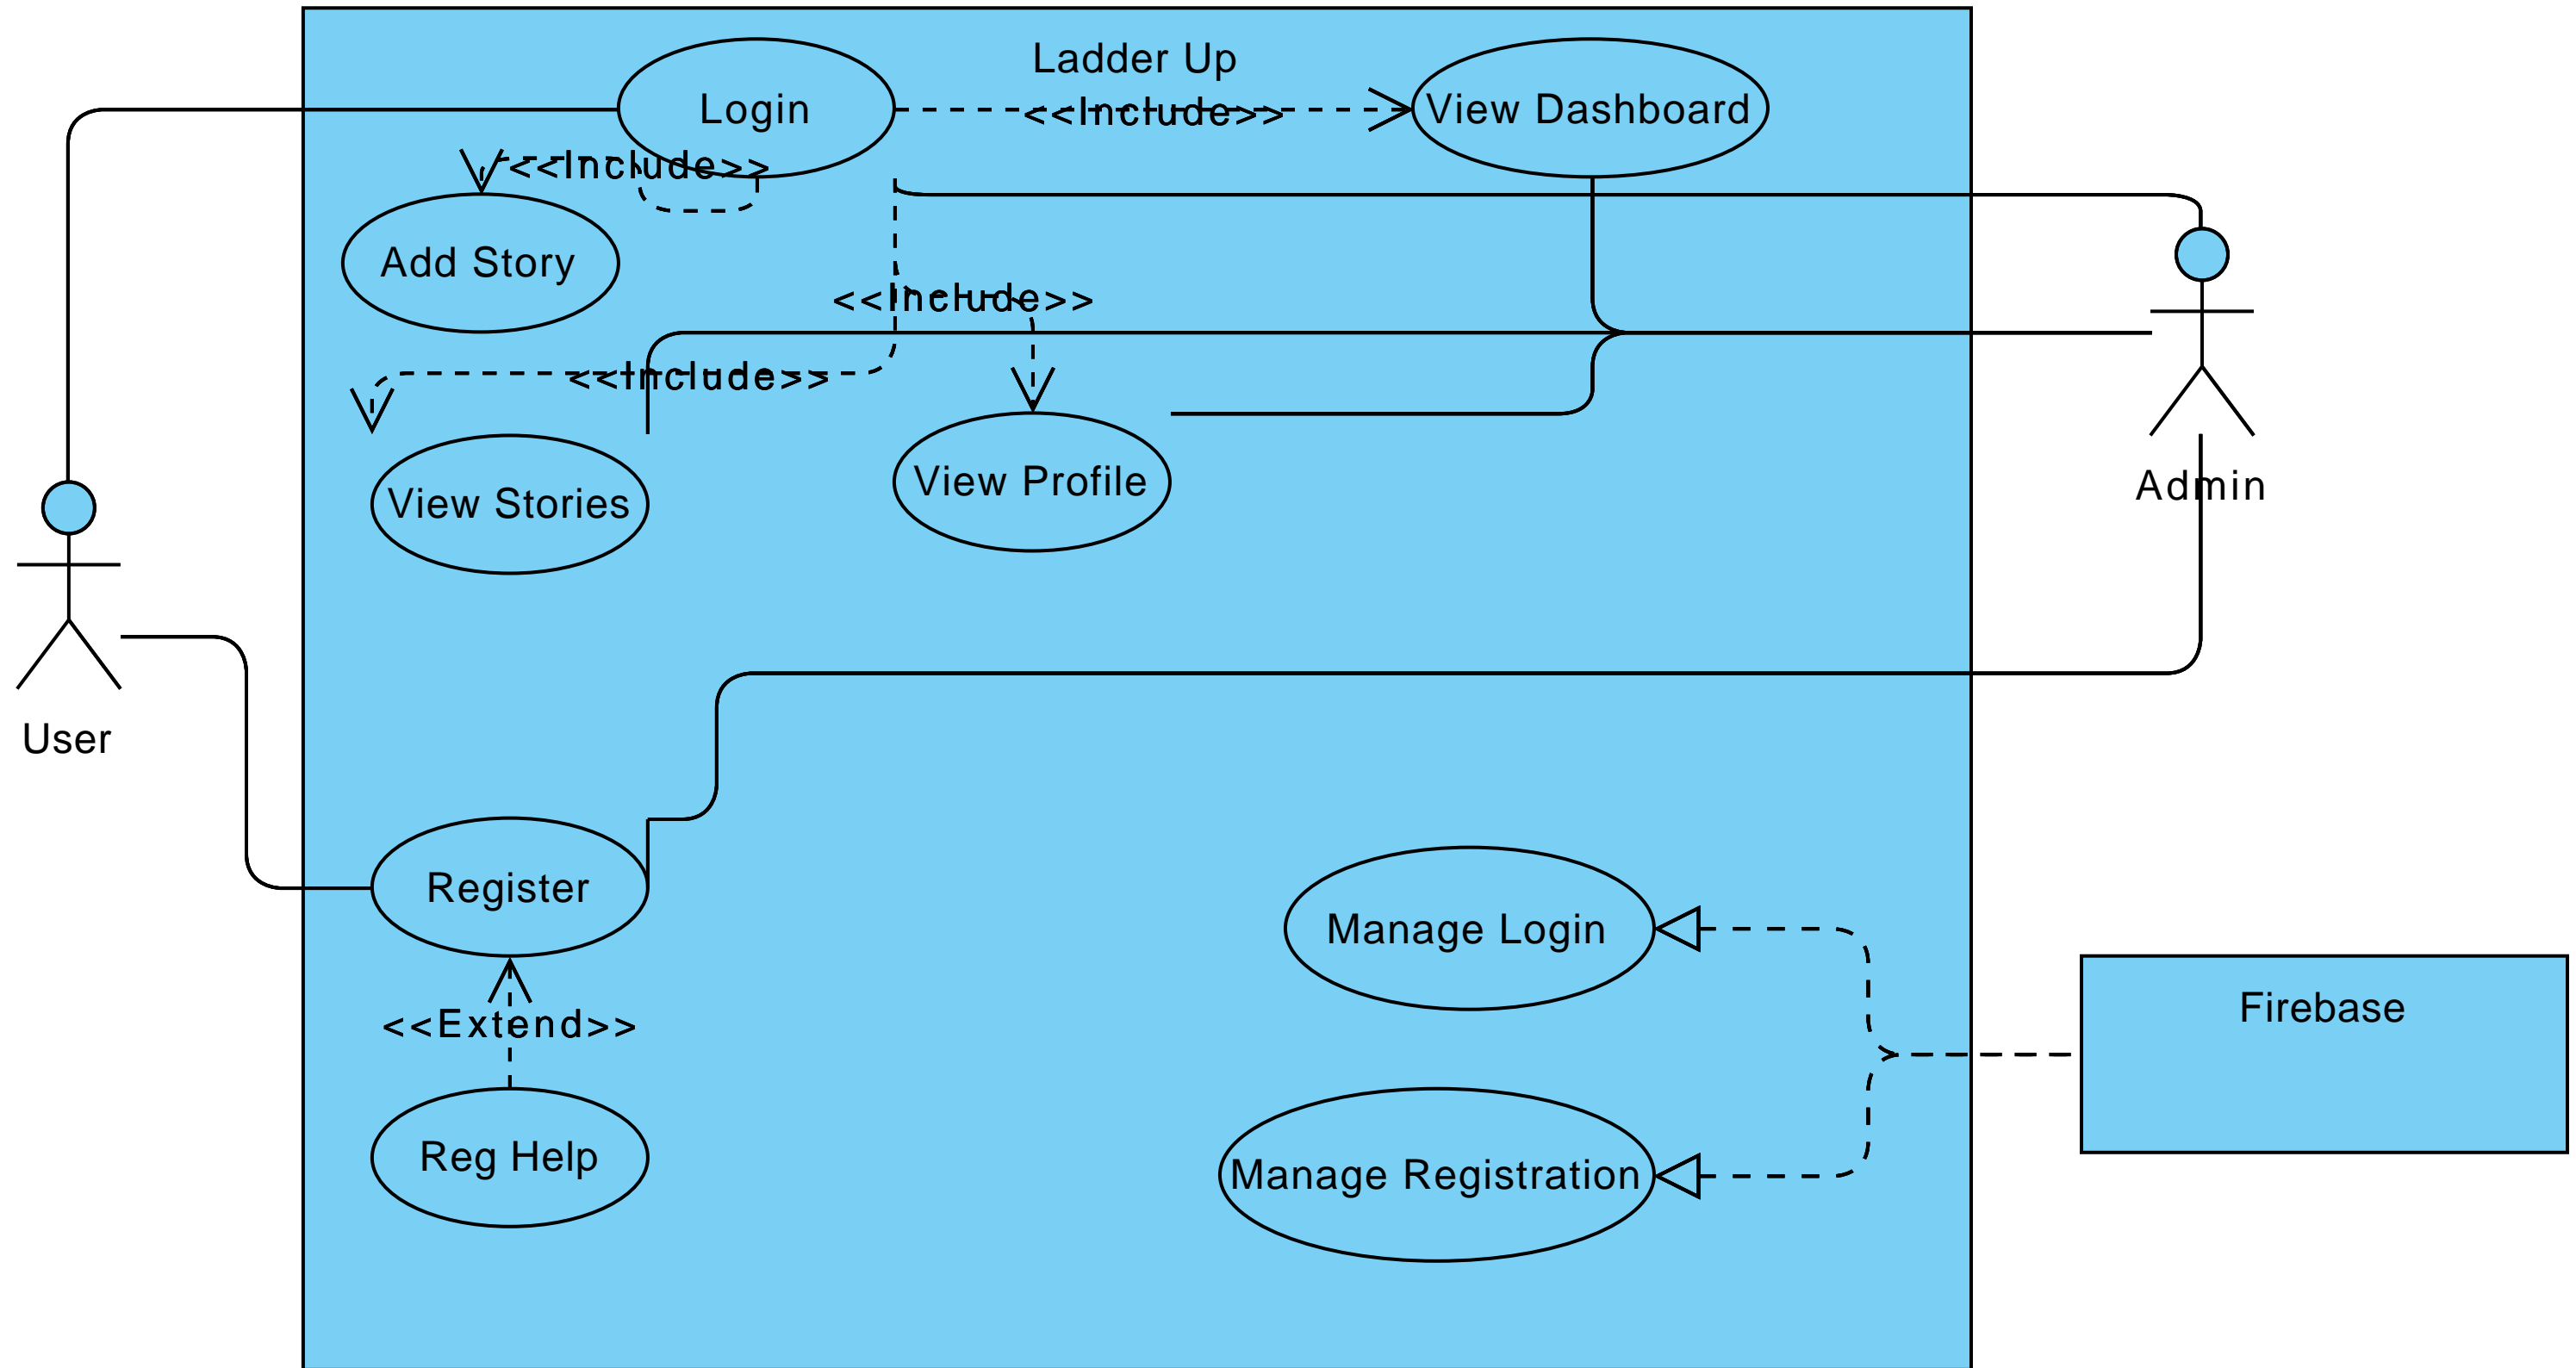 Ladder Up
Login
<<Include>>
View Dashboard
<<Include>>
Add Story
<<Include>>
<<Include>>
View Stories
View Profile
Admin
User
Register
Manage Login
<<Extend>>
Firebase
Reg Help
Manage Registration